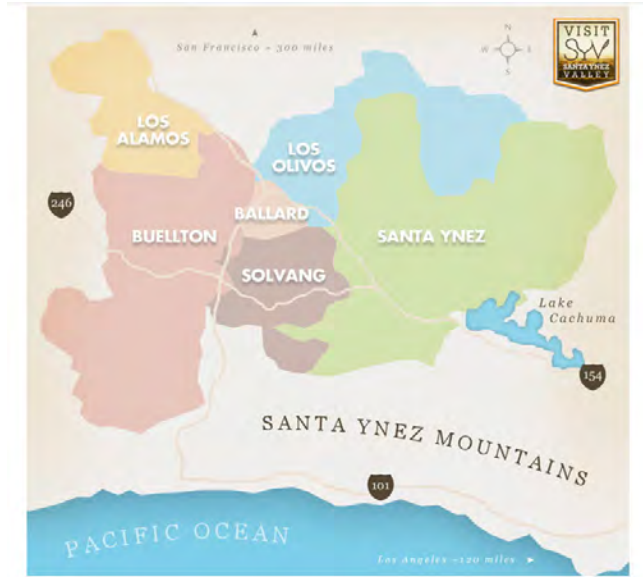 San Francisco ~ 300 miles
N
W
E
S
VISIT
SYV
SANTA YNEZ
VALLEY
LOS
ALAMOS
LOS
OLIVOS
246
BALLARD
BUELLTON
SANTA YNEZ
SOLVANG
Lake
Cachuma
154
SANTA YNEZ MOUNTAINS
101
PACIFIC OCEAN
Los Angeles ~120 miles